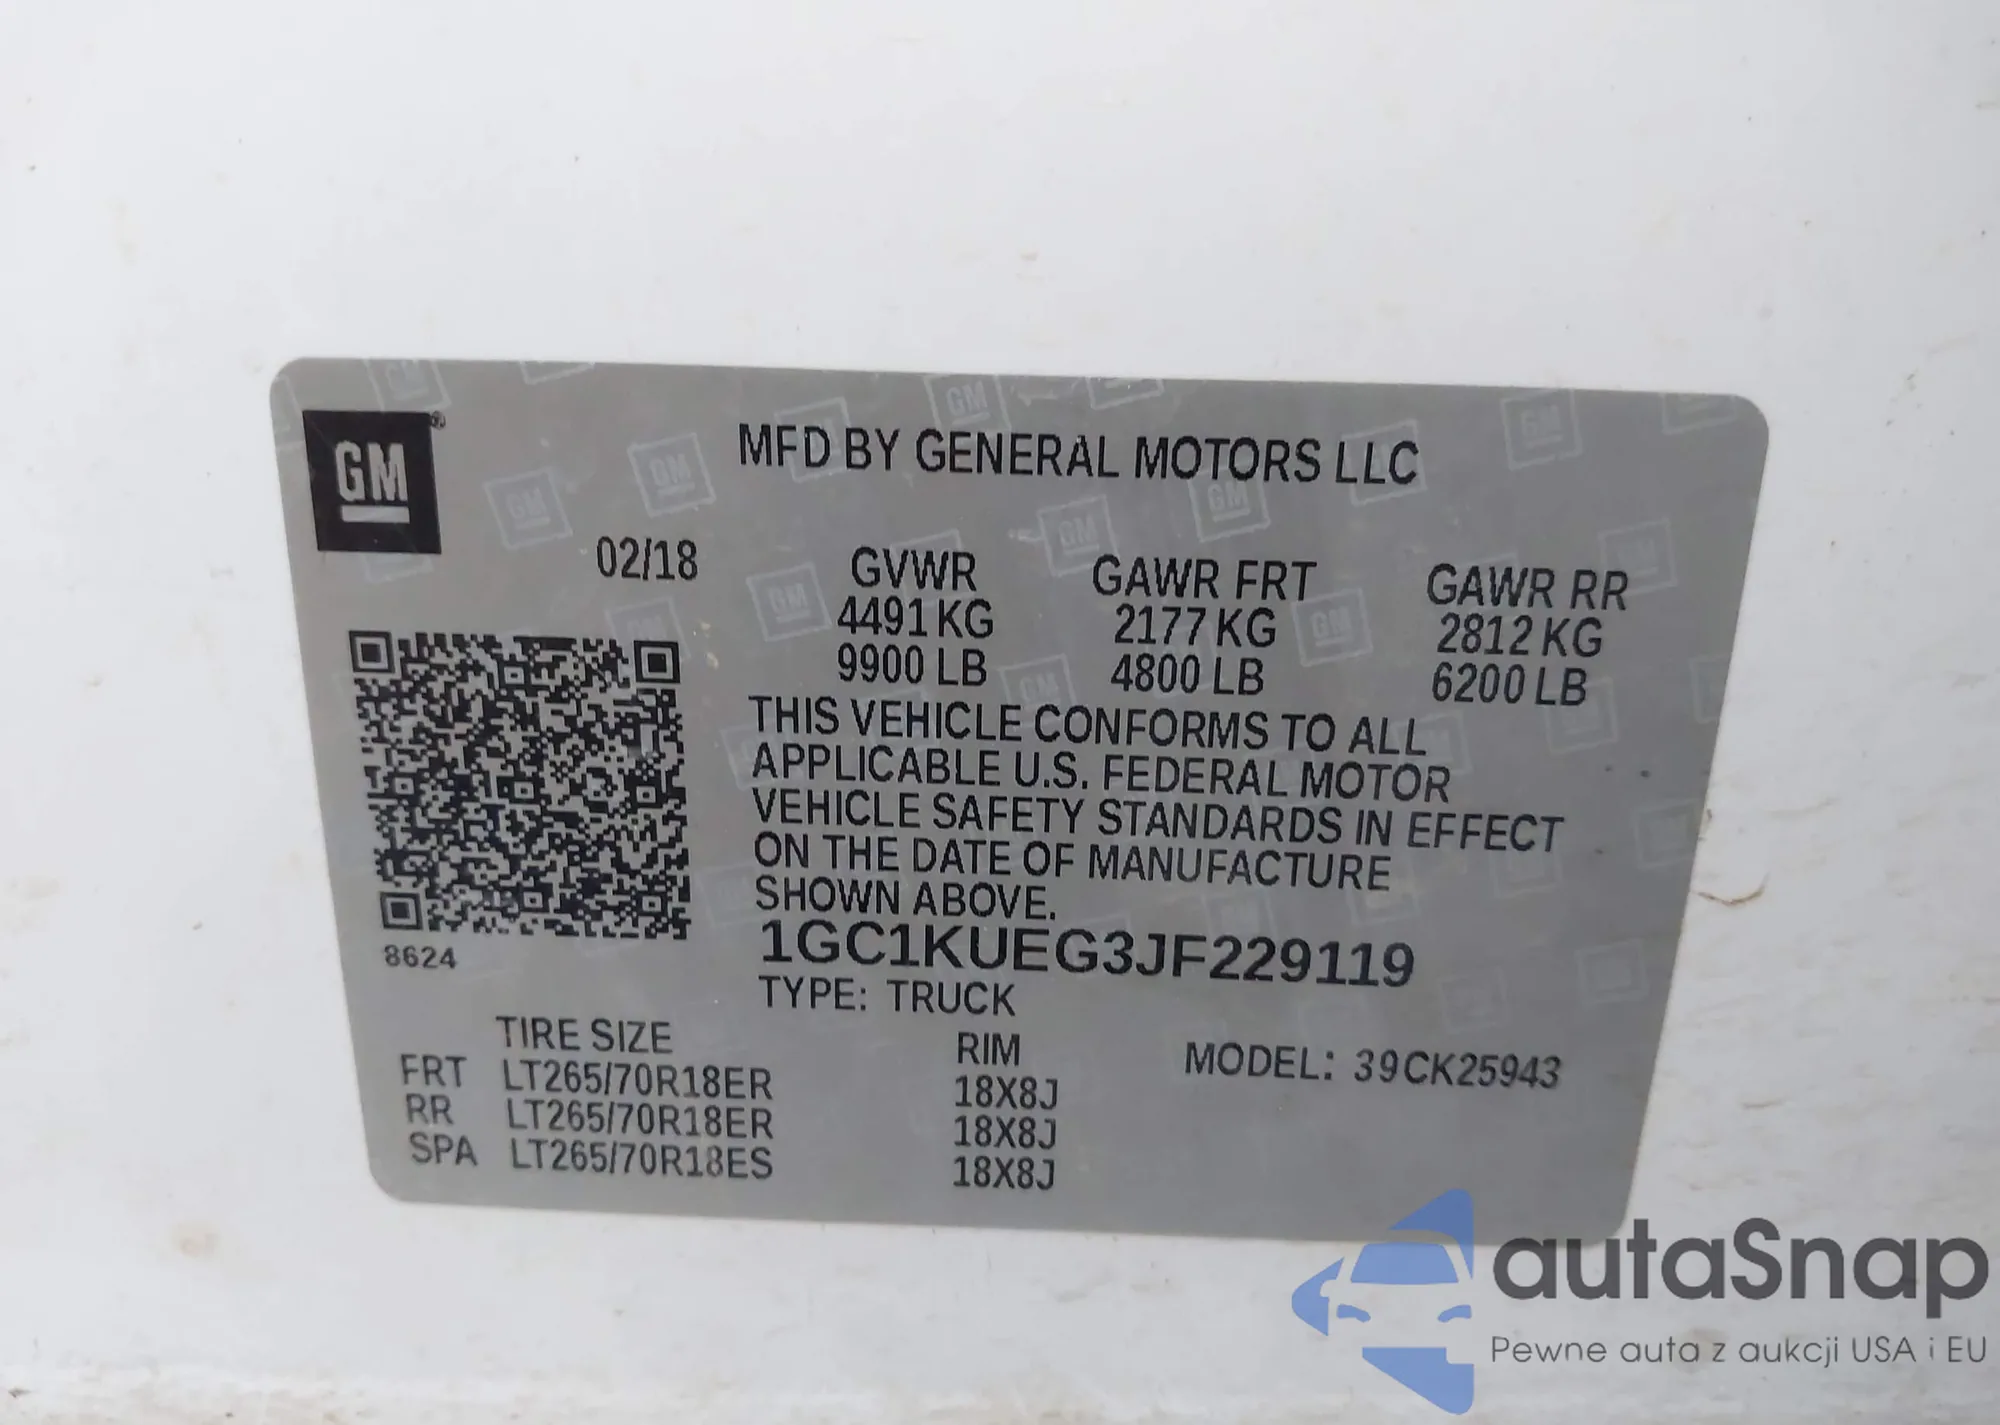 GM
MFD BY GENERAL MOTORS LLC
02/18
GVWR GAWR FRT GAWR RR
4491 KG 2177 KG 2812 KG
9900 LB 4800 LB 6200 LB
THIS VEHICLE CONFORMS TO ALL
APPLICABLE U.S. FEDERAL MOTOR
VEHICLE SAFETY STANDARDS IN EFFECT
ON THE DATE OF MANUFACTURE
SHOWN ABOVE.
1GC1KUEG3JF229119
8624
TYPE: TRUCK
TIRE SIZE RIM MODEL: 39CK25943
FRT LT265/70R18ER 18X8J
RR LT265/70R18ER 18X8J
SPA LT265/70R18ES 18X8J
autaSnap
Pewne auta z aukcji USA i EU